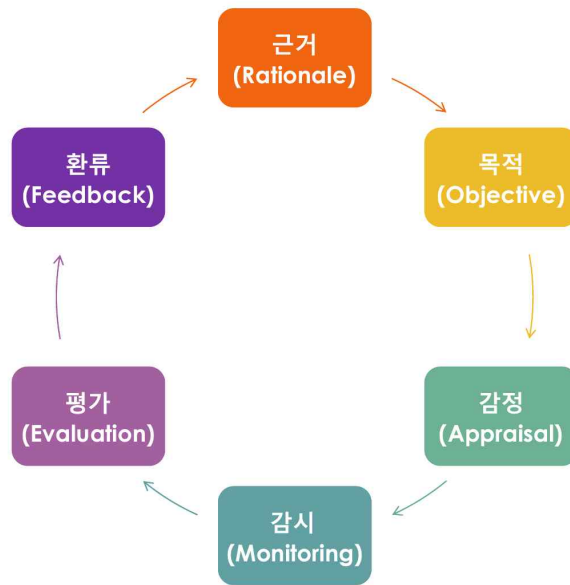 근거
(Rationale)
목적
(Objective)
감정
(Appraisal)
감시
(Monitoring)
평가
(Evaluation)
환류
(Feedback)